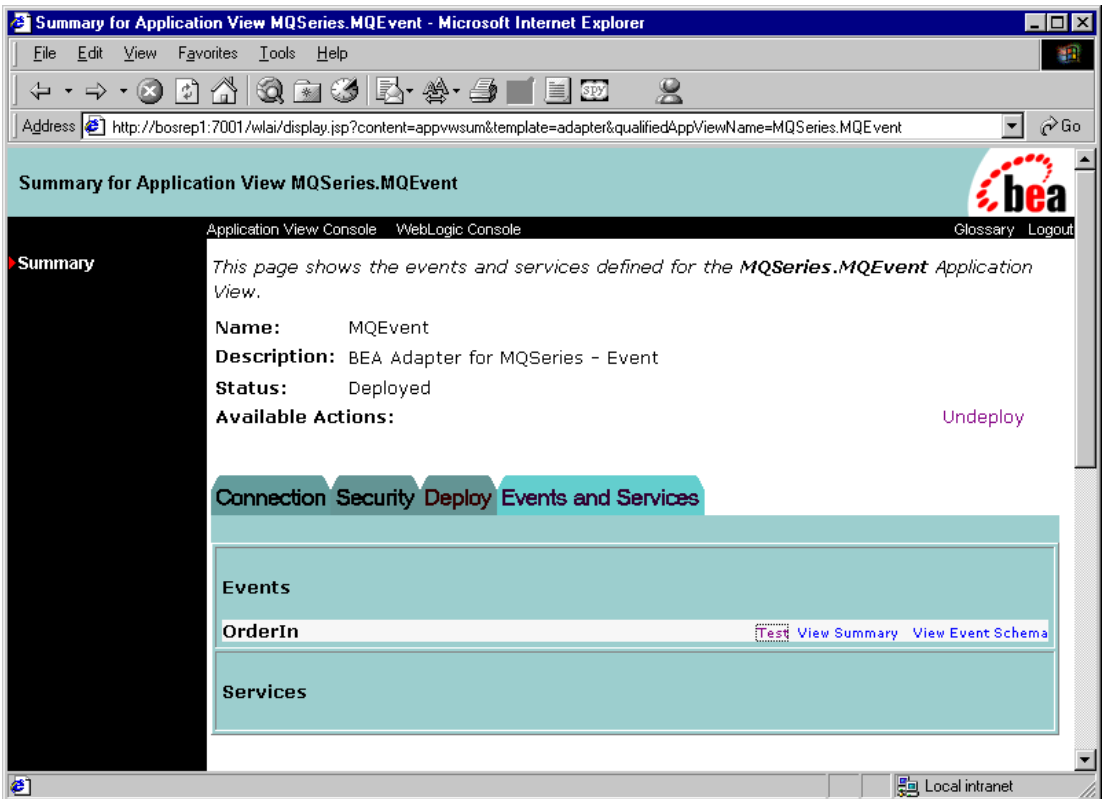 Summary for Application View MQSeries.MQEvent - Microsoft Internet Explorer
File Edit View Favorites Tools Help
SPY
Address http://bosrep1:7001/wlai/display.jsp?content=appvwsum&template=adapter&qualifiedAppViewName=MQSeries.MQEvent Go
Summary for Application View MQSeries.MQEvent
bea
Application View Console WebLogic Console Glossary Logout
Summary
This page shows the events and services defined for the MQSeries.MQEvent Application
View.
Name: MQEvent
Description: BEA Adapter for MQSeries - Event
Status: Deployed
Available Actions: Undeploy
Connection Security Deploy Events and Services
Events
OrderIn Test View Summary View Event Schema
Services
Local intranet